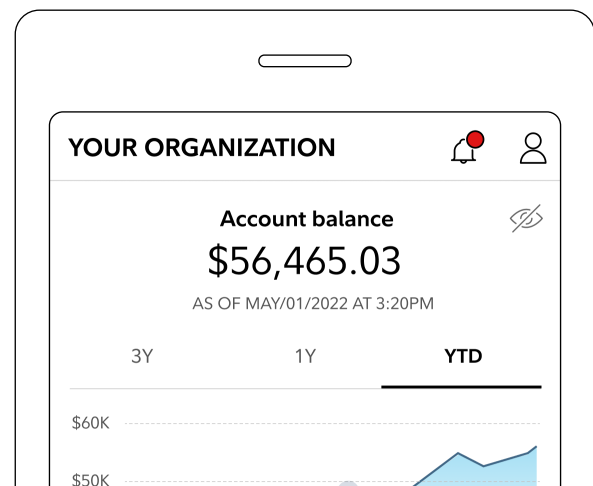 YOUR ORGANIZATION
Account balance
$56,465.03
AS OF MAY/01/2022 AT 3:20PM
3Y 1Y YTD
$60K
$50K